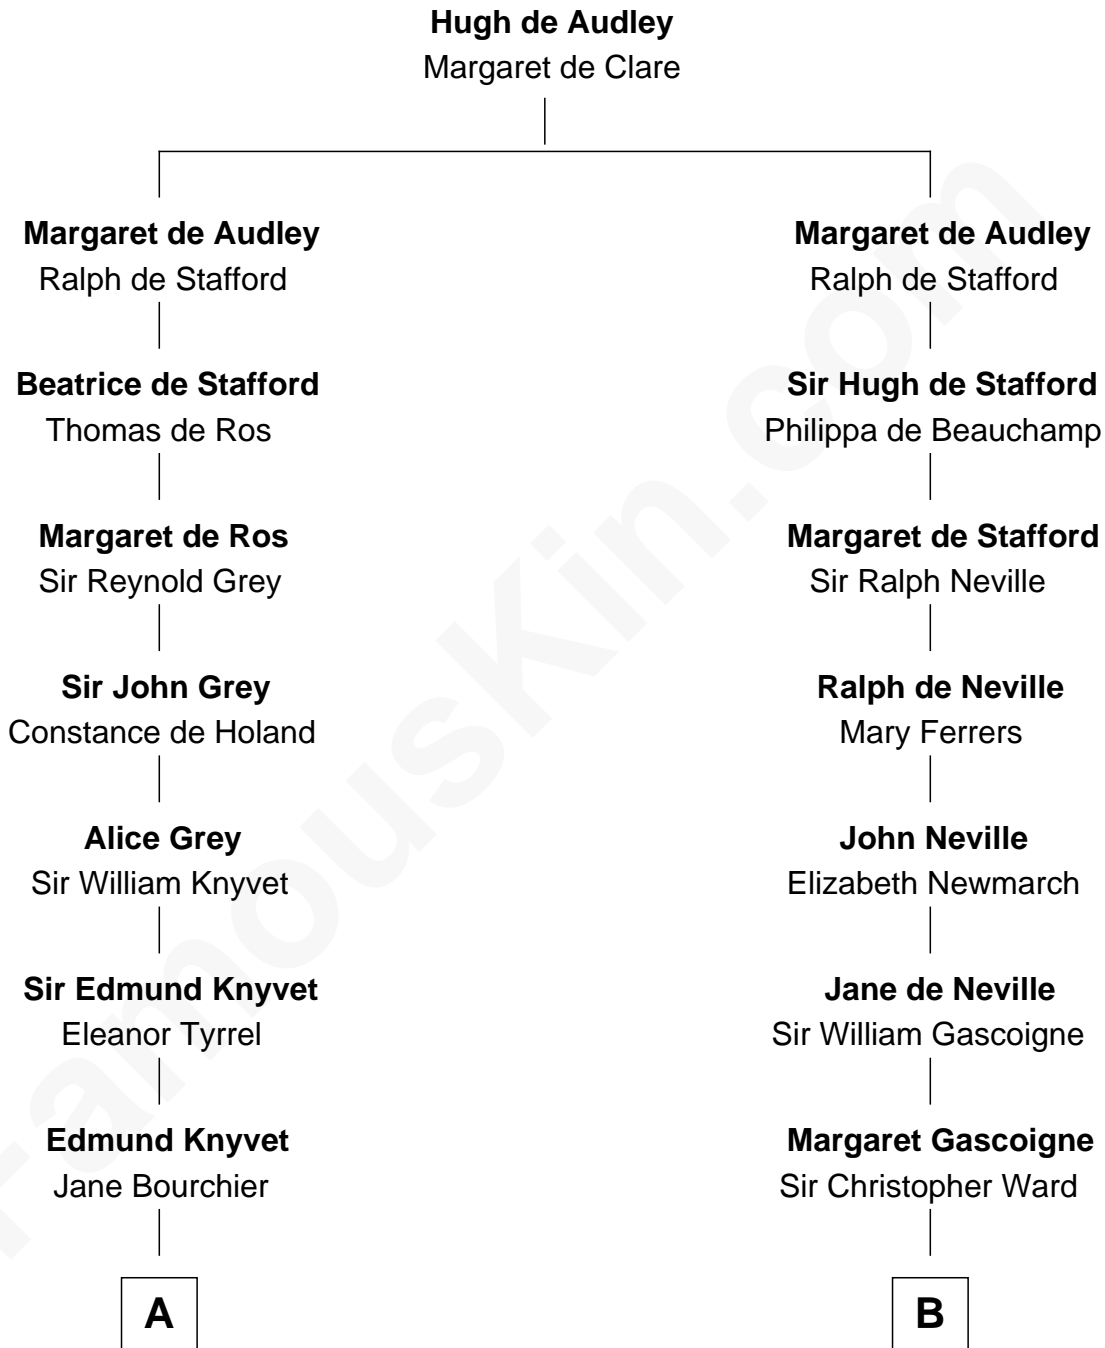 Hugh de Audley
Margaret de Clare
Margaret de Audley
Ralph de Stafford
Beatrice de Stafford
Thomas de Ros
Margaret de Ros
Sir Reynold Grey
Sir John Grey
Constance de Holand
Alice Grey
Sir William Knyvet
Sir Edmund Knyvet
Eleanor Tyrrel
Edmund Knyvet
Jane Bourchier
A
Margaret de Audley
Ralph de Stafford
Sir Hugh de Stafford
Philippa de Beauchamp
Margaret de Stafford
Sir Ralph Neville
Ralph de Neville
Mary Ferrers
John Neville
Elizabeth Newmarch
Jane de Neville
Sir William Gascoigne
Margaret Gascoigne
Sir Christopher Ward
B
FamousKin.com